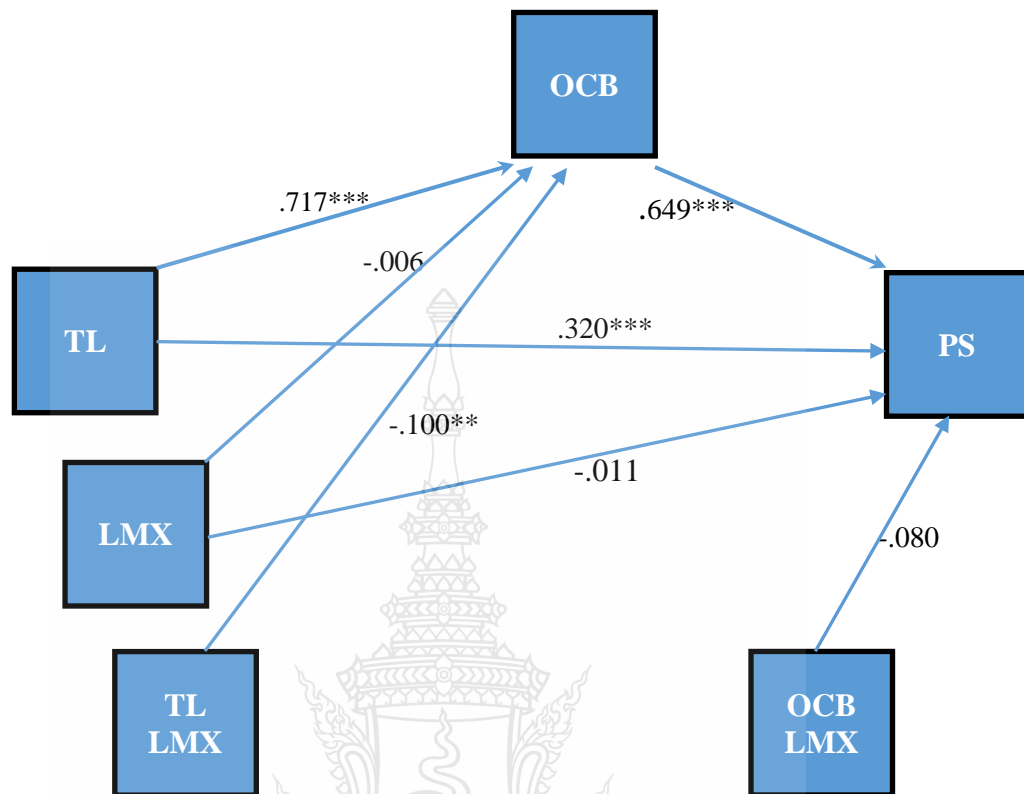 OCB
.717***
.649***
-.006
TL
.320***
PS
-.100**
-.011
LMX
-.080
TL
LMX
OCB
LMX